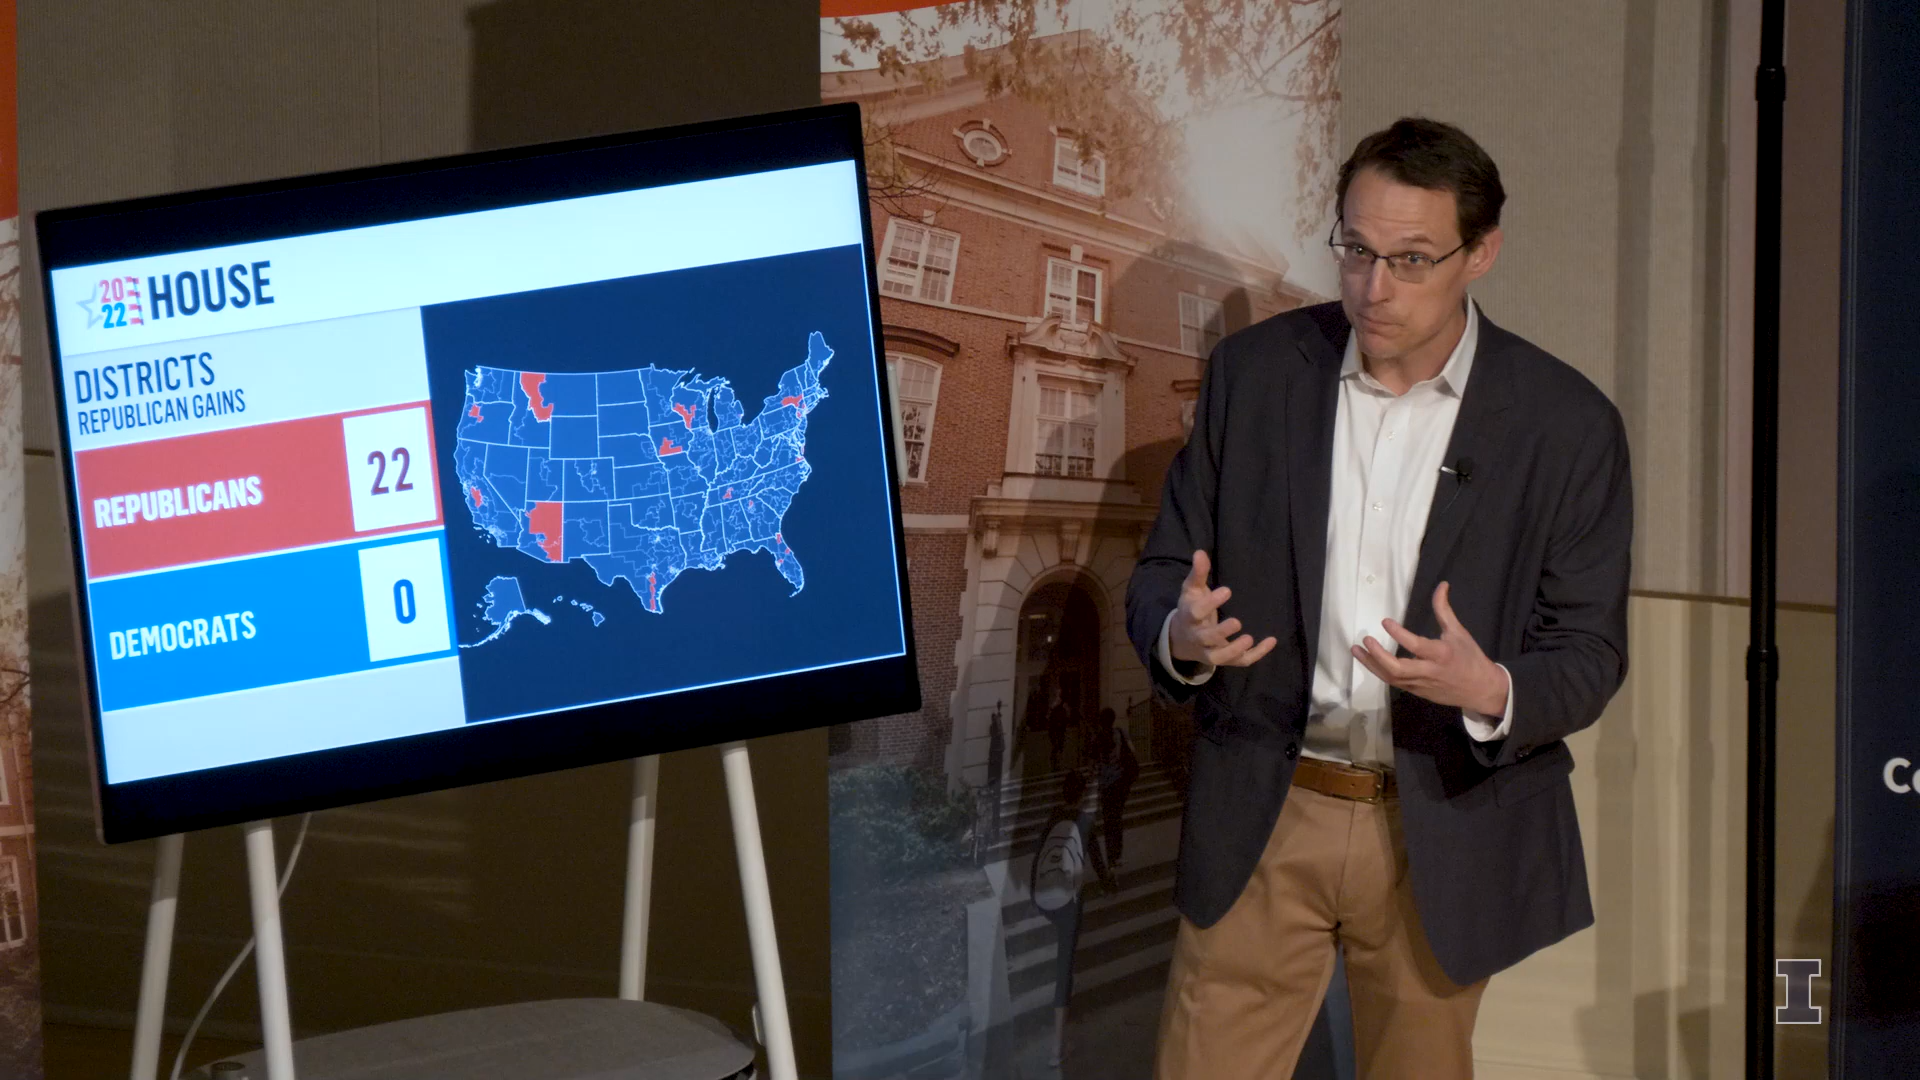 2022 HOUSE
DISTRICTS
REPUBLICAN GAINS
REPUBLICANS 22
DEMOCRATS 0
I